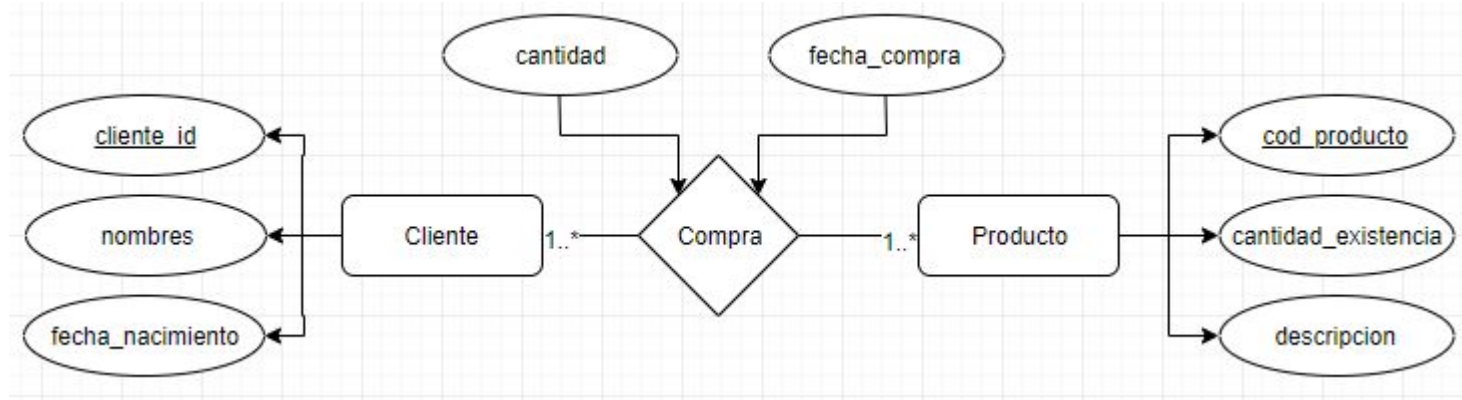 cantidad
fecha_compra
cliente_id
cod_producto
nombres
Cliente
1..*
Compra
1..*
Producto
cantidad_existencia
fecha_nacimiento
descripcion